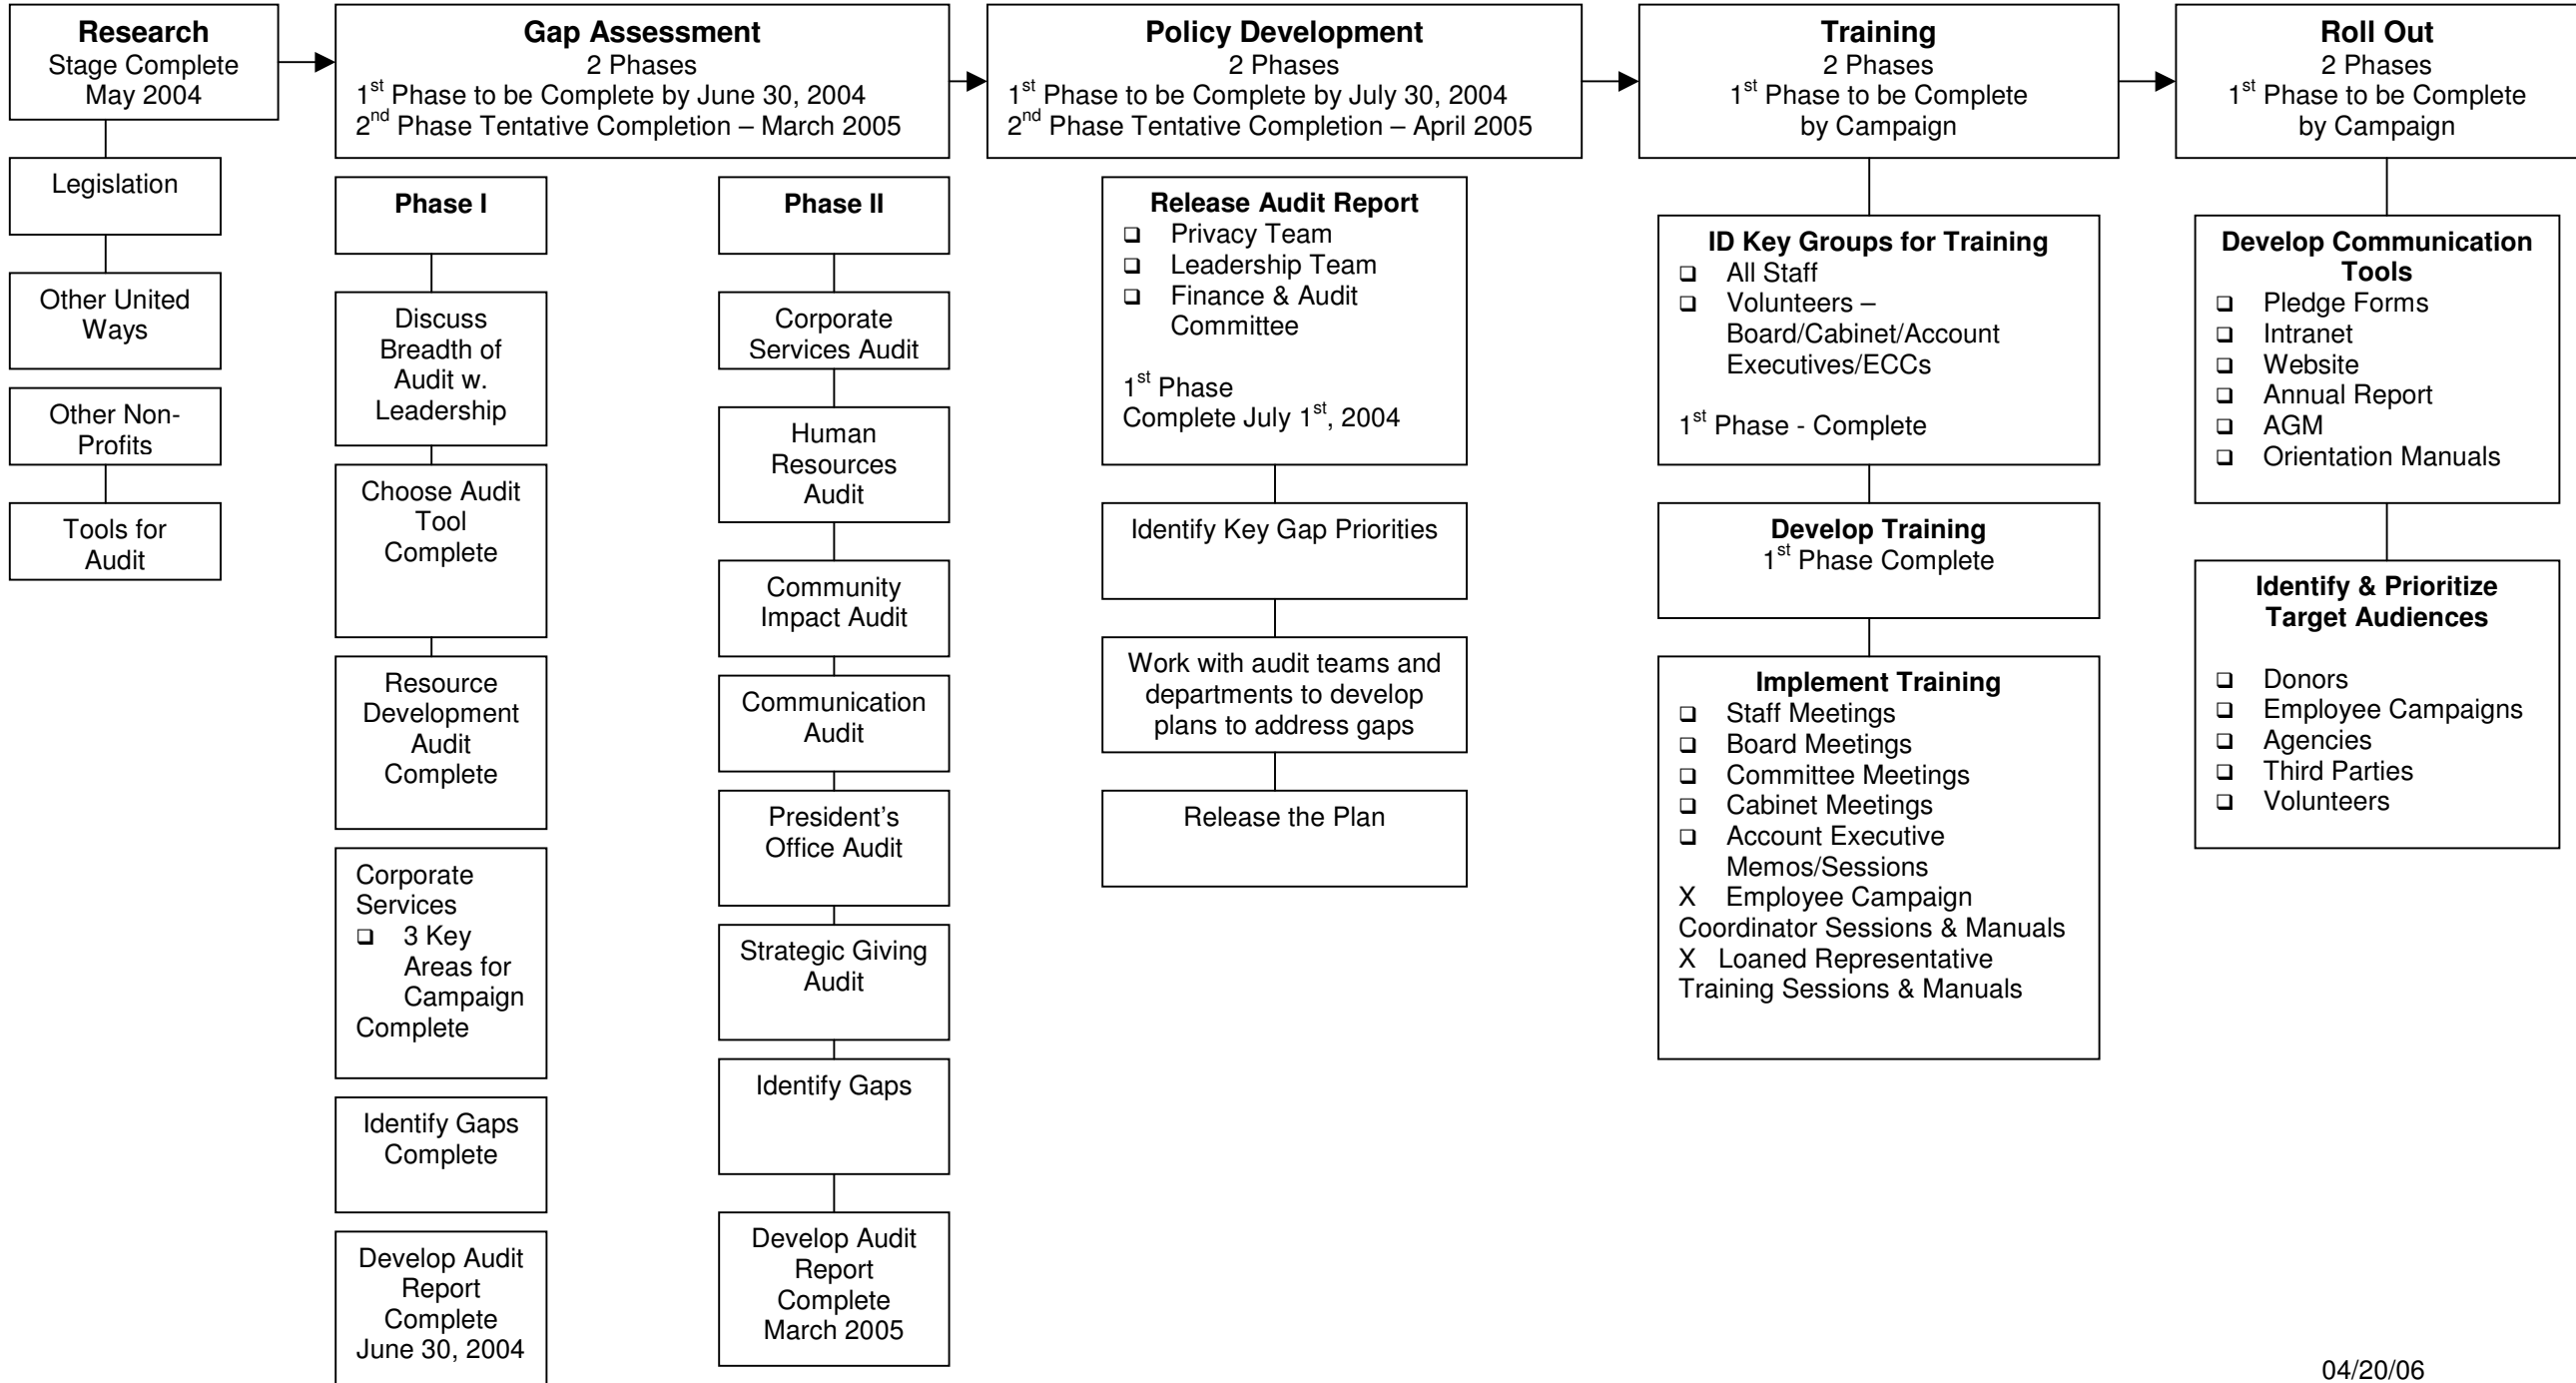 Research
Stage Complete
May 2004
Legislation
Other United
Ways
Other Non-
Profits
Tools for
Audit
Gap Assessment
2 Phases
1st Phase to be Complete by June 30, 2004
2nd Phase Tentative Completion – March 2005
Phase I
Discuss
Breadth of
Audit w.
Leadership
Choose Audit
Tool
Complete
Resource
Development
Audit
Complete
Corporate
Services
❑ 3 Key
Areas for
Campaign
Complete
Identify Gaps
Complete
Develop Audit
Report
Complete
June 30, 2004
Phase II
Corporate
Services Audit
Human
Resources
Audit
Community
Impact Audit
Communication
Audit
President's
Office Audit
Strategic Giving
Audit
Identify Gaps
Develop Audit
Report
Complete
March 2005
Policy Development
2 Phases
1st Phase to be Complete by July 30, 2004
2nd Phase Tentative Completion – April 2005
Release Audit Report
❑ Privacy Team
❑ Leadership Team
❑ Finance & Audit
Committee
1st Phase
Complete July 1st, 2004
Identify Key Gap Priorities
Work with audit teams and
departments to develop
plans to address gaps
Release the Plan
Training
2 Phases
1st Phase to be Complete
by Campaign
ID Key Groups for Training
❑ All Staff
❑ Volunteers –
Board/Cabinet/Account
Executives/ECCs
1st Phase - Complete
Develop Training
1st Phase Complete
Implement Training
❑ Staff Meetings
❑ Board Meetings
❑ Committee Meetings
❑ Cabinet Meetings
❑ Account Executive
Memos/Sessions
X Employee Campaign
Coordinator Sessions & Manuals
X Loaned Representative
Training Sessions & Manuals
Roll Out
2 Phases
1st Phase to be Complete
by Campaign
Develop Communication
Tools
❑ Pledge Forms
❑ Intranet
❑ Website
❑ Annual Report
❑ AGM
❑ Orientation Manuals
Identify & Prioritize
Target Audiences
❑ Donors
❑ Employee Campaigns
❑ Agencies
❑ Third Parties
❑ Volunteers
04/20/06